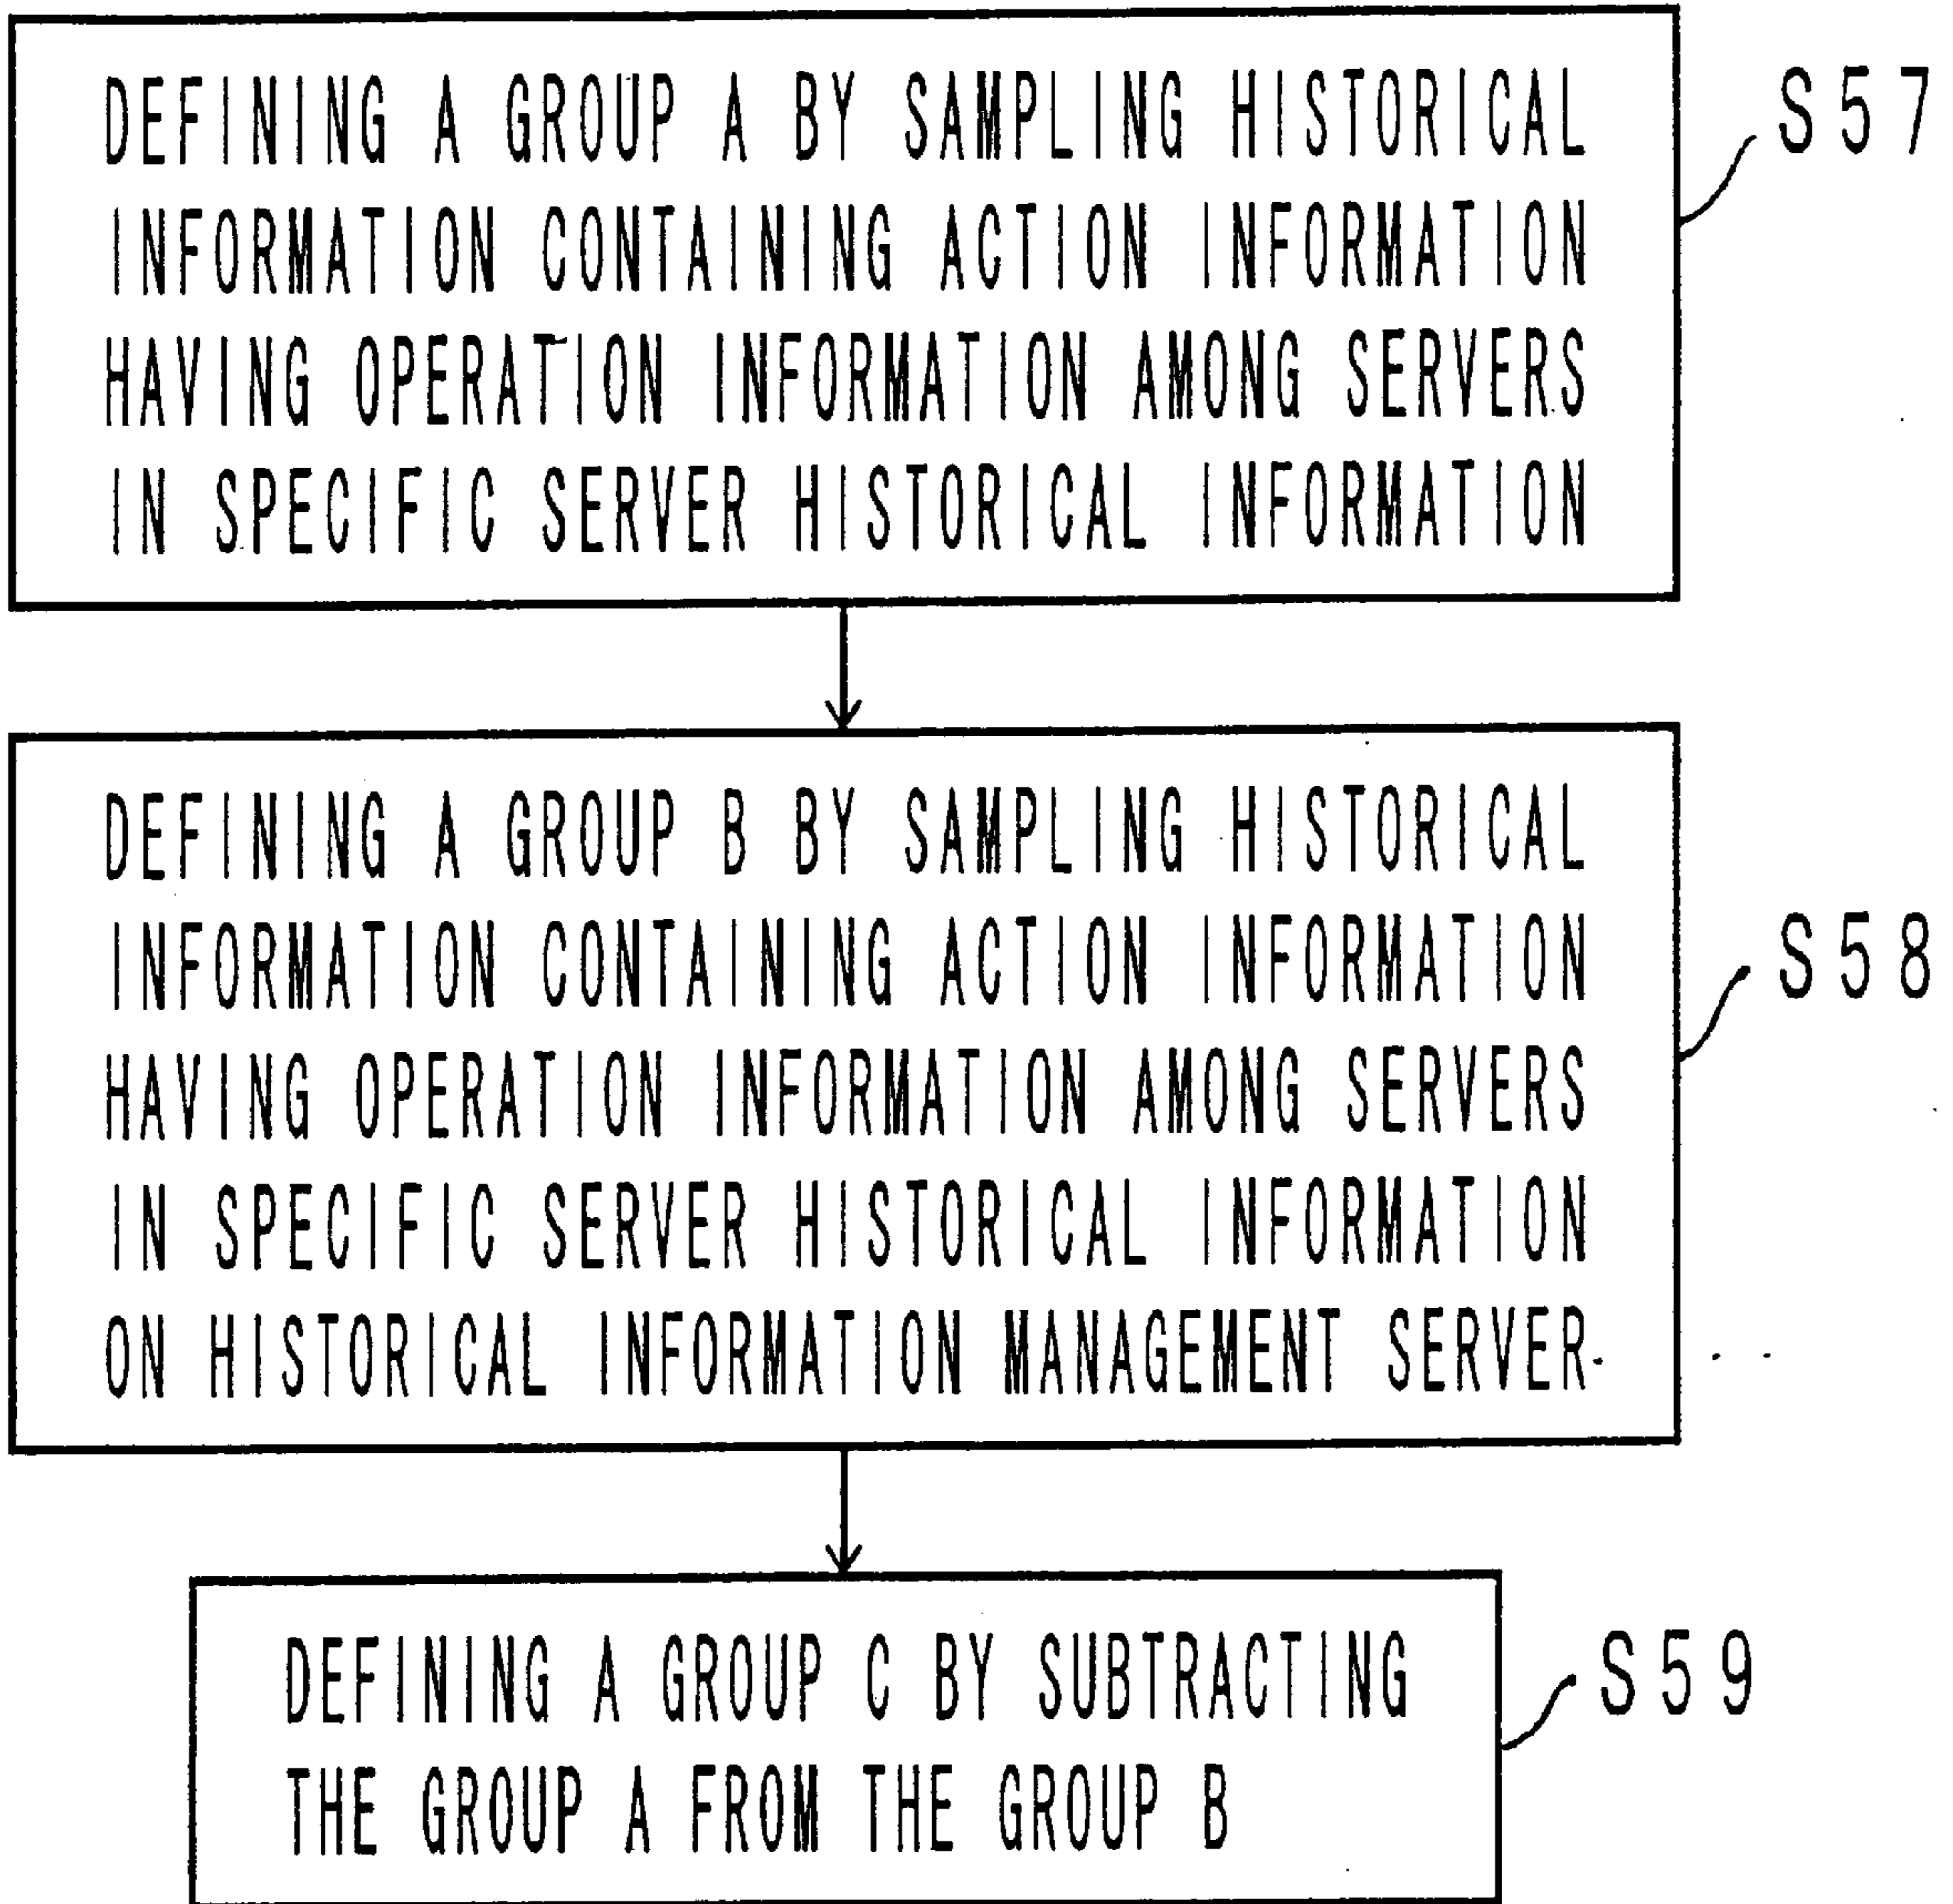 DEFINING A GROUP A BY SAMPLING HISTORICAL
INFORMATION CONTAINING ACTION INFORMATION
HAVING OPERATION INFORMATION AMONG SERVERS
IN SPECIFIC SERVER HISTORICAL INFORMATION
S57
DEFINING A GROUP B BY SAMPLING HISTORICAL
INFORMATION CONTAINING ACTION INFORMATION
HAVING OPERATION INFORMATION AMONG SERVERS
IN SPECIFIC SERVER HISTORICAL INFORMATION
ON HISTORICAL INFORMATION MANAGEMENT SERVER
S58
DEFINING A GROUP C BY SUBTRACTING
THE GROUP A FROM THE GROUP B
S59